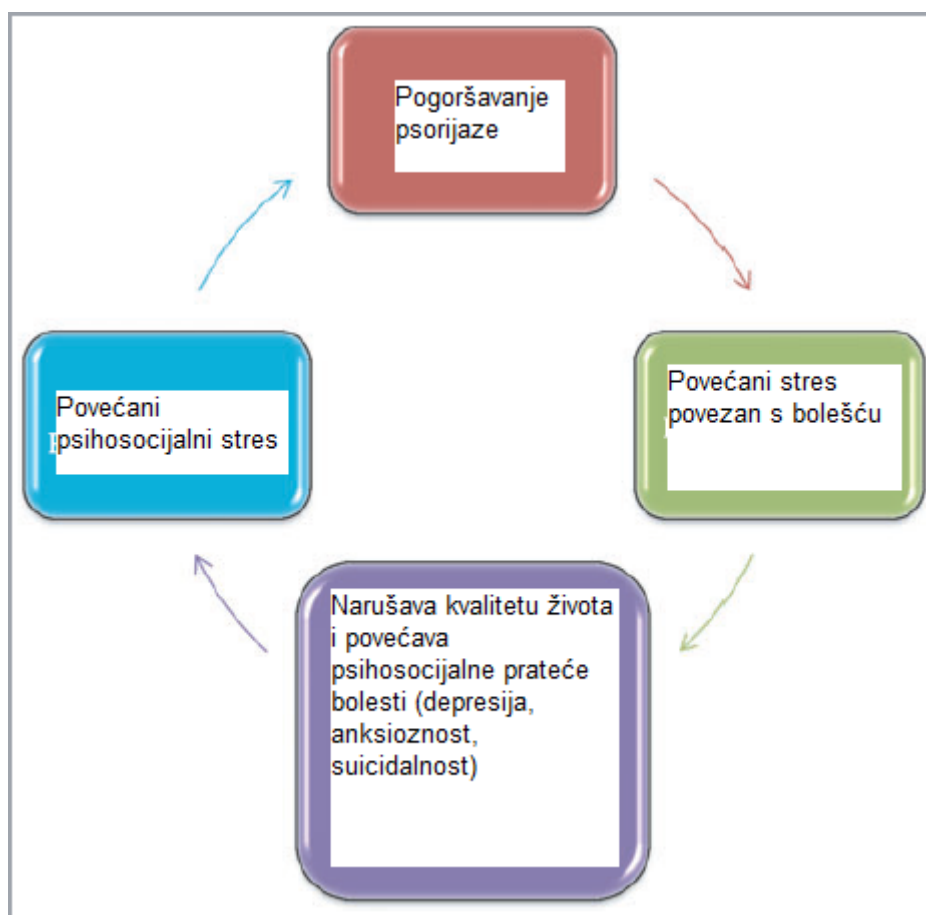 Pogoršavanje
psorijaze
Povećani stres
povezan s bolešću
Narušava kvalitetu života
i povećava
psihosocijalne prateće
bolesti (depresija,
anksioznost,
suicidalnost)
Povećani
psihosocijalni stres